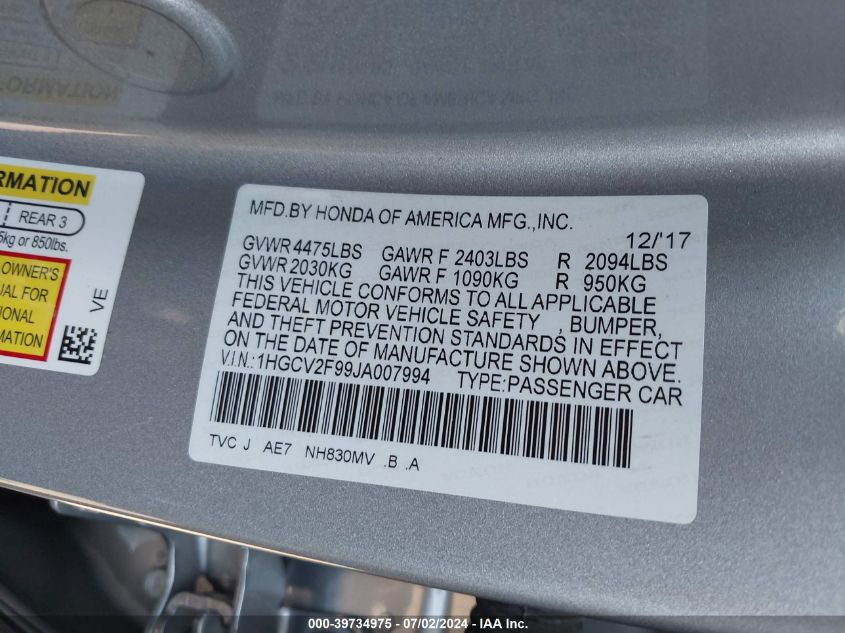 MFD.BY HONDA OF AMERICA MFG.,INC.
12/'17
GVWR 4475LBS GAWR F 2403LBS R 2094LBS
GVWR 2030KG GAWR F 1090KG R 950KG
THIS VEHICLE CONFORMS TO ALL APPLICABLE
FEDERAL MOTOR VEHICLE SAFETY , BUMPER,
AND THEFT PREVENTION STANDARDS IN EFFECT
ON THE DATE OF MANUFACTURE SHOWN ABOVE.
V.I.N.:1HGCV2F99JA007994 TYPE:PASSENGER CAR
TVC J AE7 NH830MV .B .A
RMATION
REAR 3
5kg or 850lbs.
OWNER'S
UAL FOR
IONAL
MATION
VE
000-39734975 - 07/02/2024 - IAA Inc.